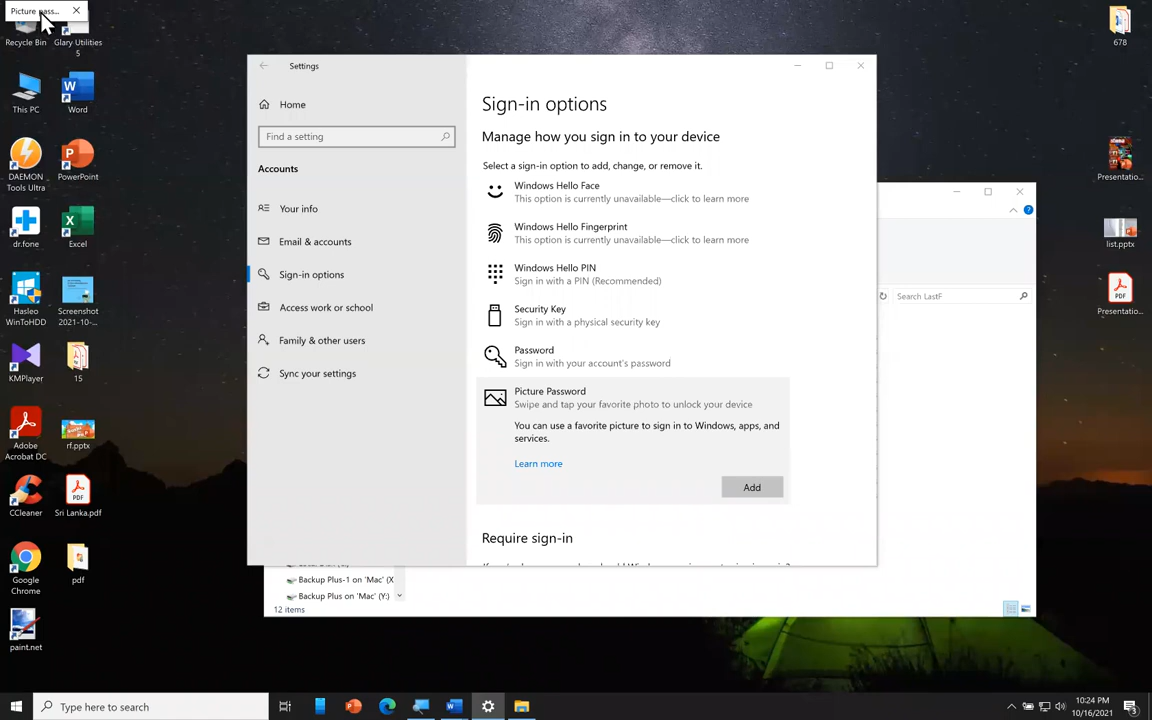 Picture pass...
Recycle Bin
Glary Utilities
5
678
This PC
Word
DAEMON
Tools Ultra
PowerPoint
dr.fone
Excel
Hasleo
WinToHDD
Screenshot
2021-10-...
KMPlayer
15
Adobe
Acrobat DC
rf.pptx
CCleaner
Sri Lanka.pdf
Google
Chrome
pdf
paint.net
Settings
Home
Find a setting
Accounts
Your info
Email & accounts
Sign-in options
Access work or school
Family & other users
Sync your settings
Sign-in options
Manage how you sign in to your device
Select a sign-in option to add, change, or remove it.
Windows Hello Face
This option is currently unavailable—click to learn more
Windows Hello Fingerprint
This option is currently unavailable—click to learn more
Windows Hello PIN
Sign in with a PIN (Recommended)
Security Key
Sign in with a physical security key
Password
Sign in with your account's password
Picture Password
Swipe and tap your favorite photo to unlock your device
You can use a favorite picture to sign in to Windows, apps, and
services.
Learn more
Add
Require sign-in
Search LastF
Backup Plus-1 on 'Mac' (X
Backup Plus on 'Mac' (Y:)
12 items
Presentatio...
list.pptx
Presentatio...
Type here to search
10:24 PM
10/16/2021
3